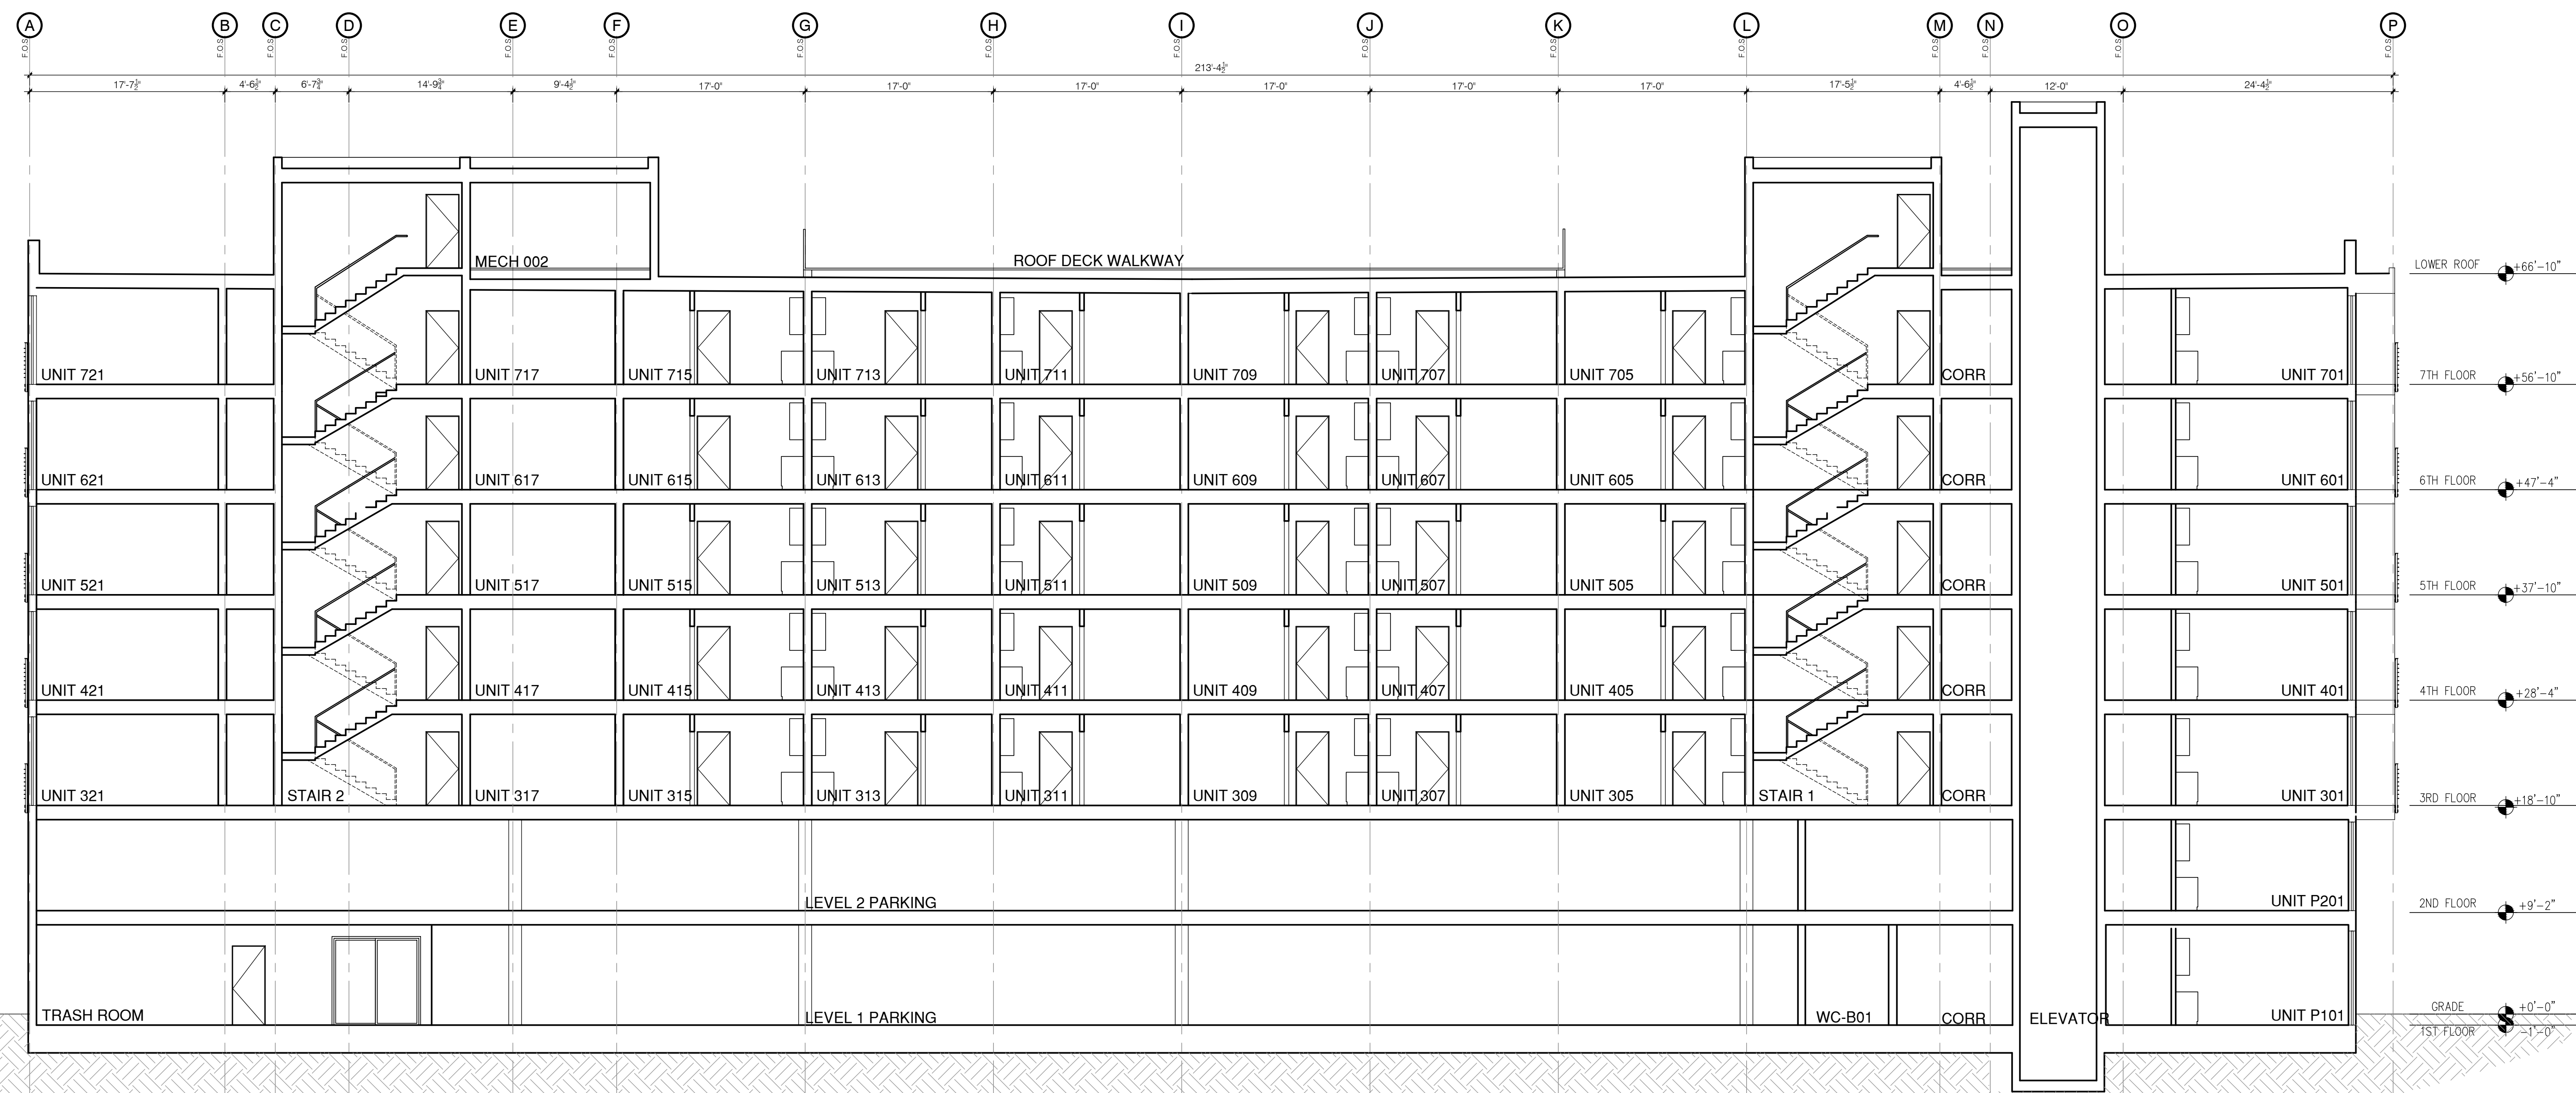 A B C D E F G H I J K L M N O P
F.O.S. F.O.S. F.O.S. F.O.S. F.O.S. F.O.S. F.O.S. F.O.S. F.O.S. F.O.S. F.O.S. F.O.S. F.O.S. F.O.S. F.O.S. F.O.S.
213'-4½"
17'-7½" 4'-6½" 6'-7¾" 14'-9¾" 9'-4½" 17'-0" 17'-0" 17'-0" 17'-0" 17'-0" 17'-0" 17'-5½" 4'-6½" 12'-0" 24'-4½"
MECH 002 ROOF DECK WALKWAY LOWER ROOF +66'-10"
UNIT 721 UNIT 717 UNIT 715 UNIT 713 UNIT 711 UNIT 709 UNIT 707 UNIT 705 CORR UNIT 701 7TH FLOOR +56'-10"
UNIT 621 UNIT 617 UNIT 615 UNIT 613 UNIT 611 UNIT 609 UNIT 607 UNIT 605 CORR UNIT 601 6TH FLOOR +47'-4"
UNIT 521 UNIT 517 UNIT 515 UNIT 513 UNIT 511 UNIT 509 UNIT 507 UNIT 505 CORR UNIT 501 5TH FLOOR +37'-10"
UNIT 421 UNIT 417 UNIT 415 UNIT 413 UNIT 411 UNIT 409 UNIT 407 UNIT 405 CORR UNIT 401 4TH FLOOR +28'-4"
UNIT 321 STAIR 2 UNIT 317 UNIT 315 UNIT 313 UNIT 311 UNIT 309 UNIT 307 UNIT 305 STAIR 1 CORR UNIT 301 3RD FLOOR +18'-10"
LEVEL 2 PARKING UNIT P201 2ND FLOOR +9'-2"
TRASH ROOM LEVEL 1 PARKING WC-B01 CORR ELEVATOR UNIT P101 GRADE +0'-0"
1ST FLOOR -1'-0"